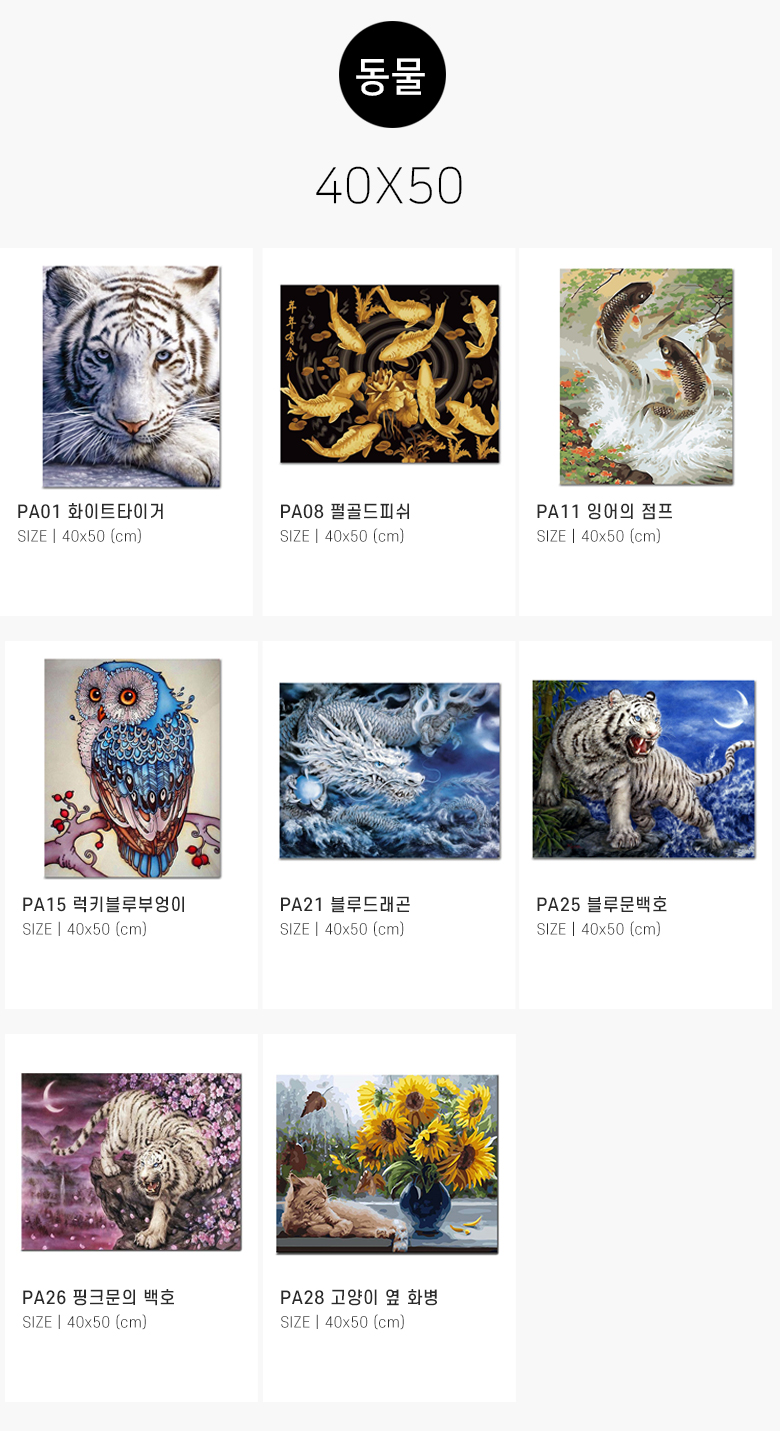 동물
40X50
年年有余
PA01 화이트타이거
SIZE | 40x50 (cm)
PA08 펄골드피쉬
SIZE | 40x50 (cm)
PA11 잉어의 점프
SIZE | 40x50 (cm)
PA15 럭키블루부엉이
SIZE | 40x50 (cm)
PA21 블루드래곤
SIZE | 40x50 (cm)
PA25 블루문백호
SIZE | 40x50 (cm)
PA26 핑크문의 백호
SIZE | 40x50 (cm)
PA28 고양이 옆 화병
SIZE | 40x50 (cm)